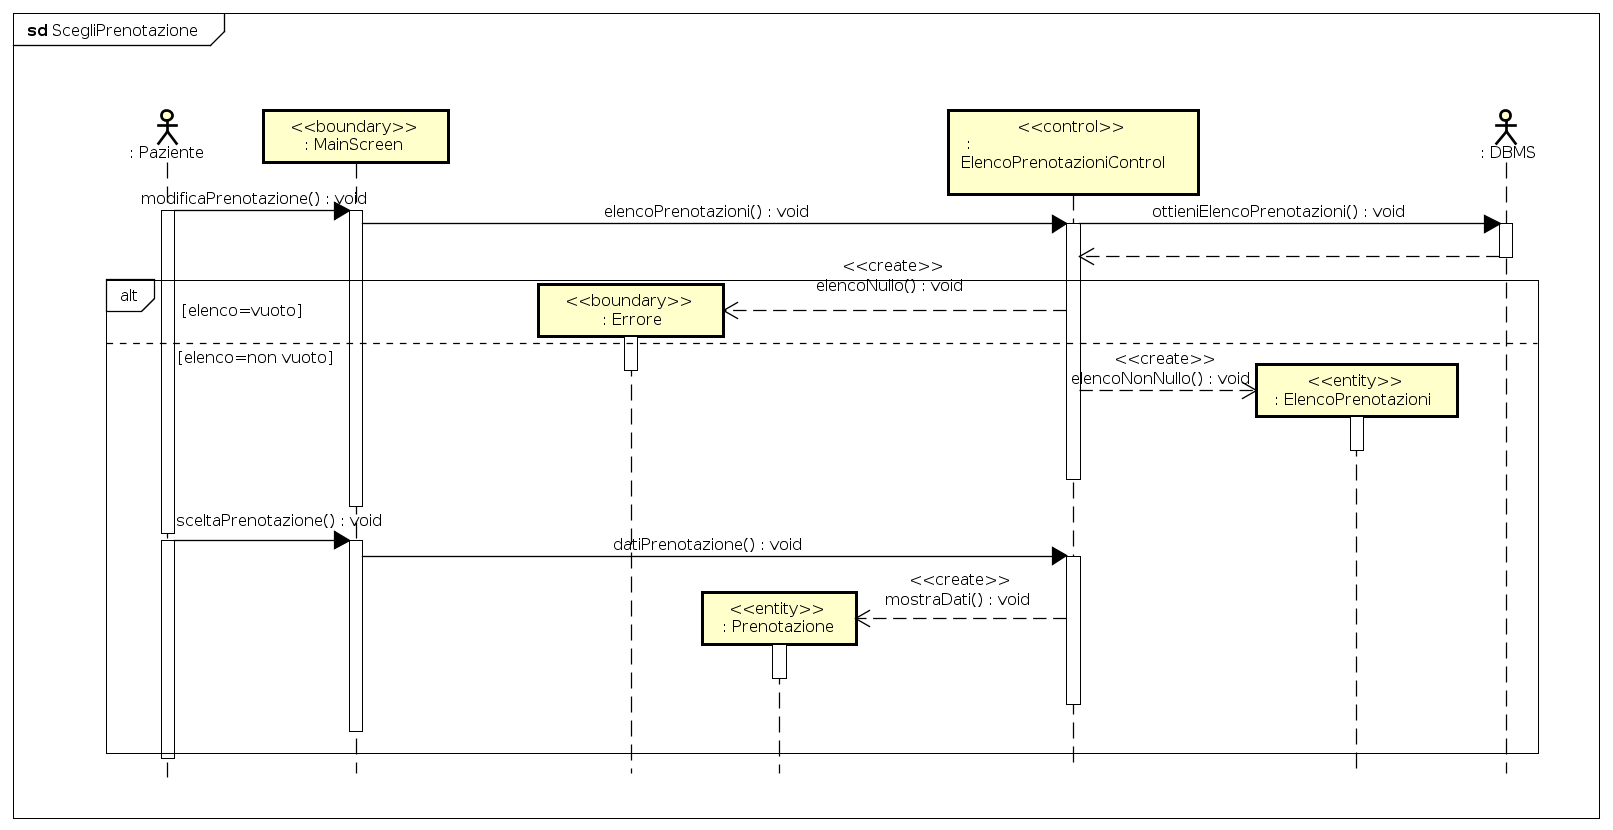 sd ScegliPrenotazione
: Paziente
<<boundary>>
: MainScreen
<<control>>
:
ElencoPrenotazioniControl
: DBMS
modificaPrenotazione() : void
elencoPrenotazioni() : void
ottieniElencoPrenotazioni() : void
alt
[elenco=vuoto]
<<create>>
elencoNullo() : void
<<boundary>>
: Errore
[elenco=non vuoto]
<<create>>
elencoNonNullo() : void
<<entity>>
: ElencoPrenotazioni
sceltaPrenotazione() : void
datiPrenotazione() : void
<<create>>
mostraDati() : void
<<entity>>
: Prenotazione